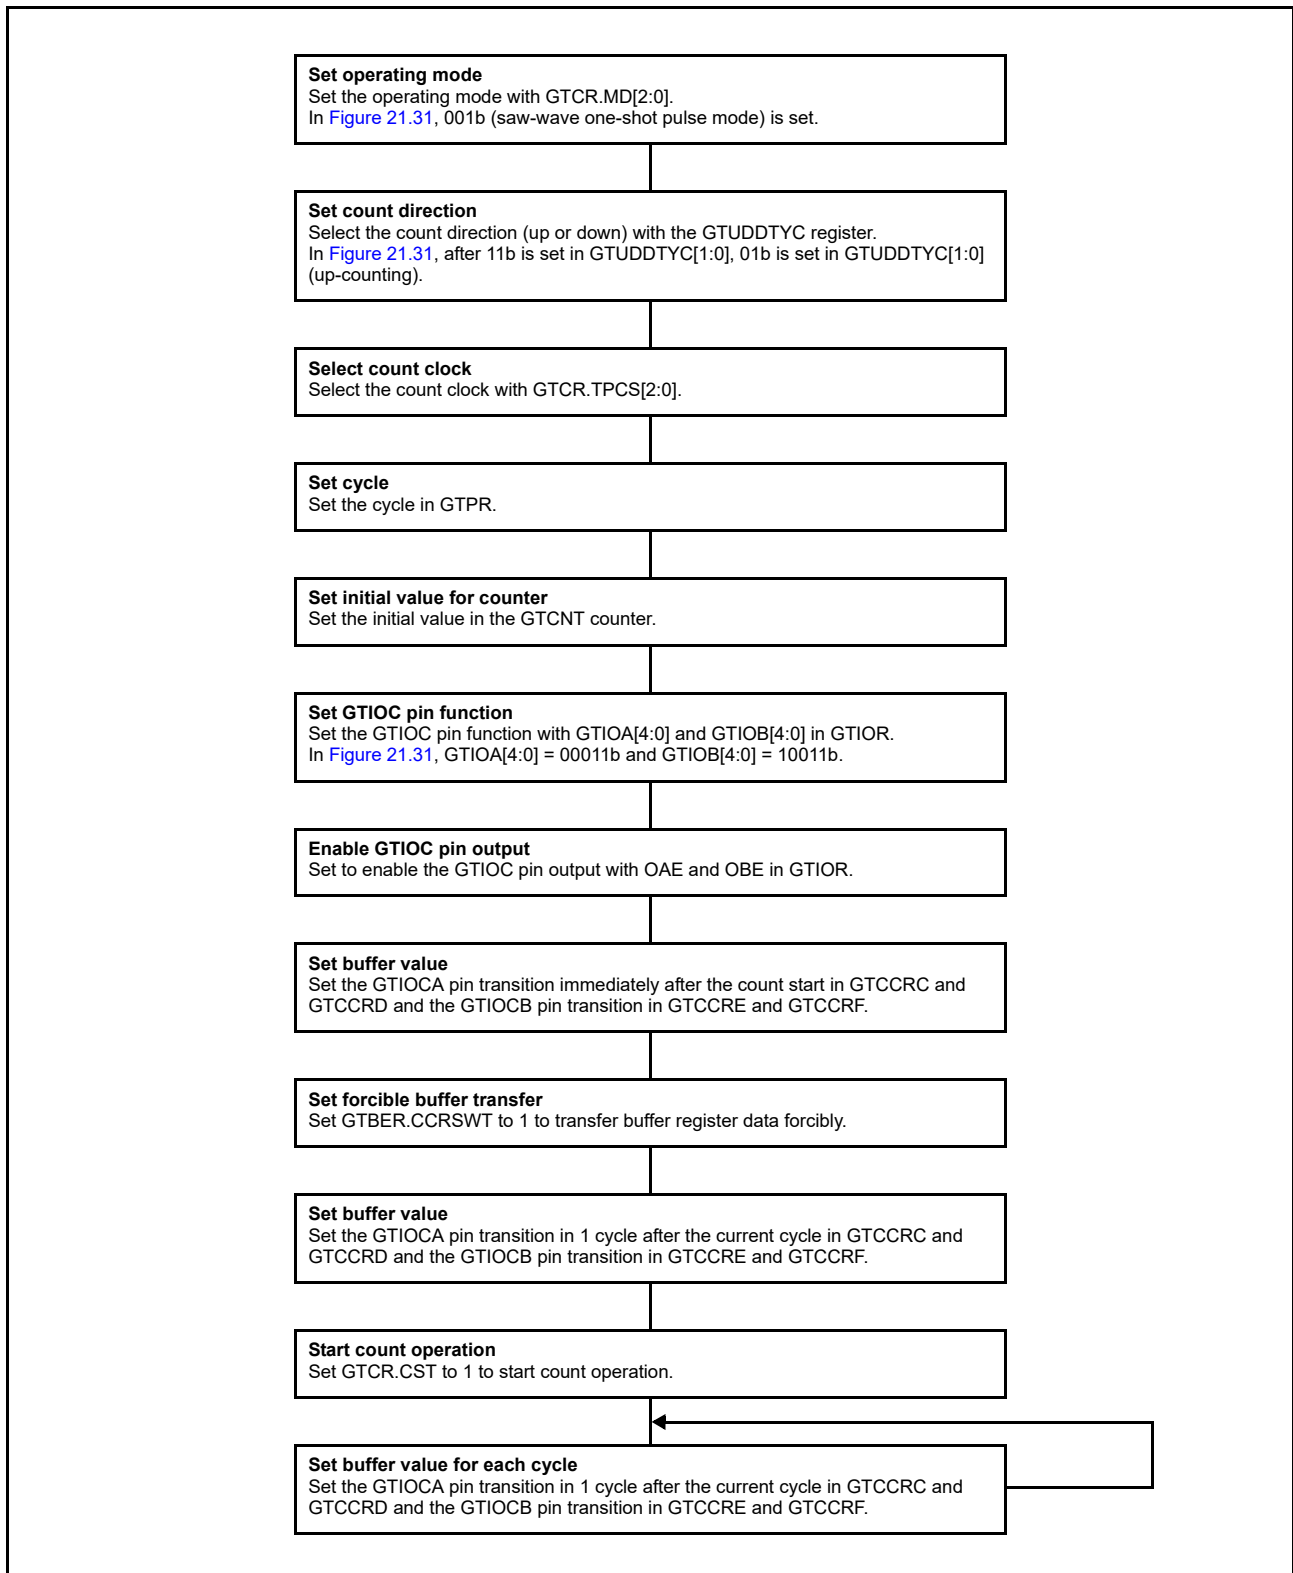 Set operating mode
Set the operating mode with GTCR.MD[2:0].
In Figure 21.31, 001b (saw-wave one-shot pulse mode) is set.
Set count direction
Select the count direction (up or down) with the GTUDDTYC register.
In Figure 21.31, after 11b is set in GTUDDTYC[1:0], 01b is set in GTUDDTYC[1:0]
(up-counting).
Select count clock
Select the count clock with GTCR.TPCS[2:0].
Set cycle
Set the cycle in GTPR.
Set initial value for counter
Set the initial value in the GTCNT counter.
Set GTIOC pin function
Set the GTIOC pin function with GTIOA[4:0] and GTIOB[4:0] in GTIOR.
In Figure 21.31, GTIOA[4:0] = 00011b and GTIOB[4:0] = 10011b.
Enable GTIOC pin output
Set to enable the GTIOC pin output with OAE and OBE in GTIOR.
Set buffer value
Set the GTIOCA pin transition immediately after the count start in GTCCRC and
GTCCRD and the GTIOCB pin transition in GTCCRE and GTCCRF.
Set forcible buffer transfer
Set GTBER.CCRSWT to 1 to transfer buffer register data forcibly.
Set buffer value
Set the GTIOCA pin transition in 1 cycle after the current cycle in GTCCRC and
GTCCRD and the GTIOCB pin transition in GTCCRE and GTCCRF.
Start count operation
Set GTCR.CST to 1 to start count operation.
Set buffer value for each cycle
Set the GTIOCA pin transition in 1 cycle after the current cycle in GTCCRC and
GTCCRD and the GTIOCB pin transition in GTCCRE and GTCCRF.